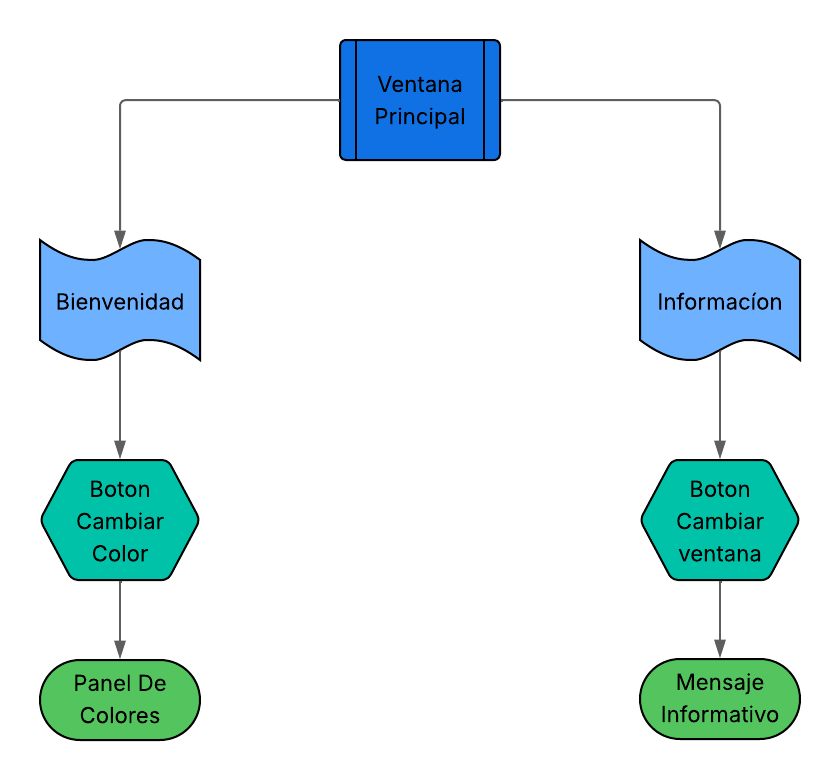 Ventana
Principal
Bienvenidad
Informacíon
Boton
Cambiar
Color
Boton
Cambiar
ventana
Panel De
Colores
Mensaje
Informativo